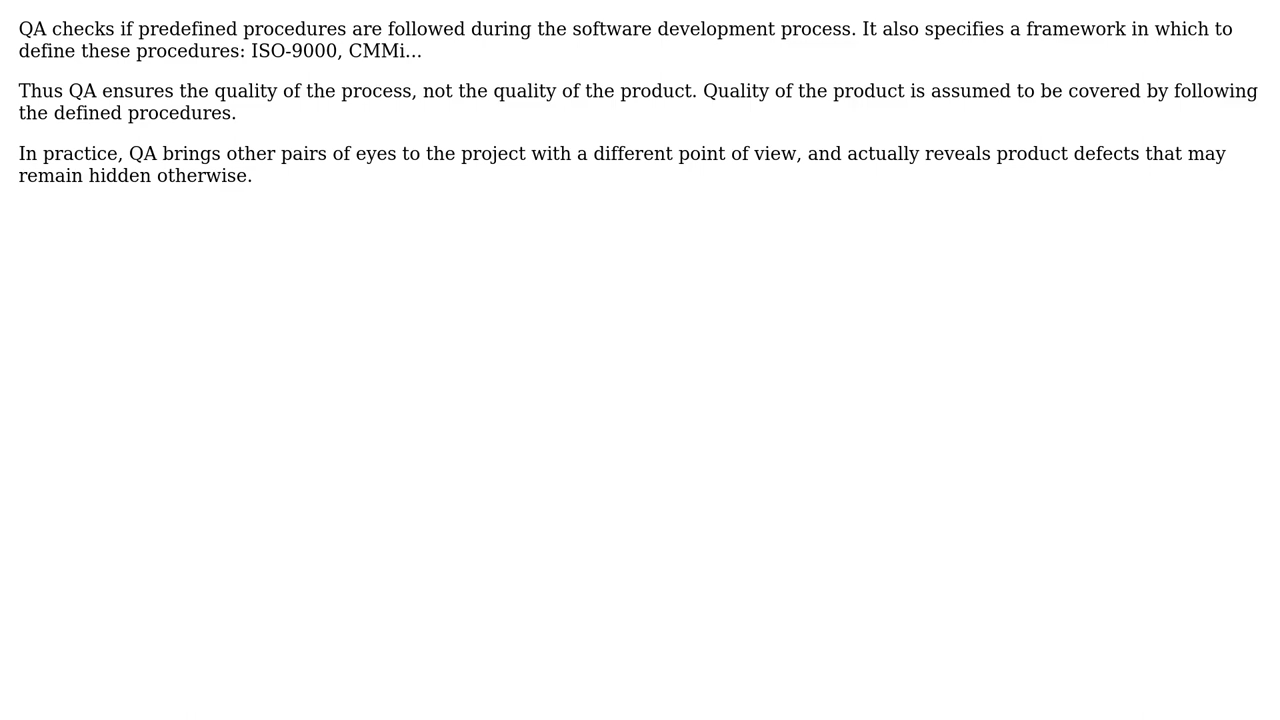 QA checks if predefined procedures are followed during the software development process. It also specifies a framework in which to
define these procedures: ISO-9000, CMMi...
Thus QA ensures the quality of the process, not the quality of the product. Quality of the product is assumed to be covered by following
the defined procedures.
In practice, QA brings other pairs of eyes to the project with a different point of view, and actually reveals product defects that may
remain hidden otherwise.